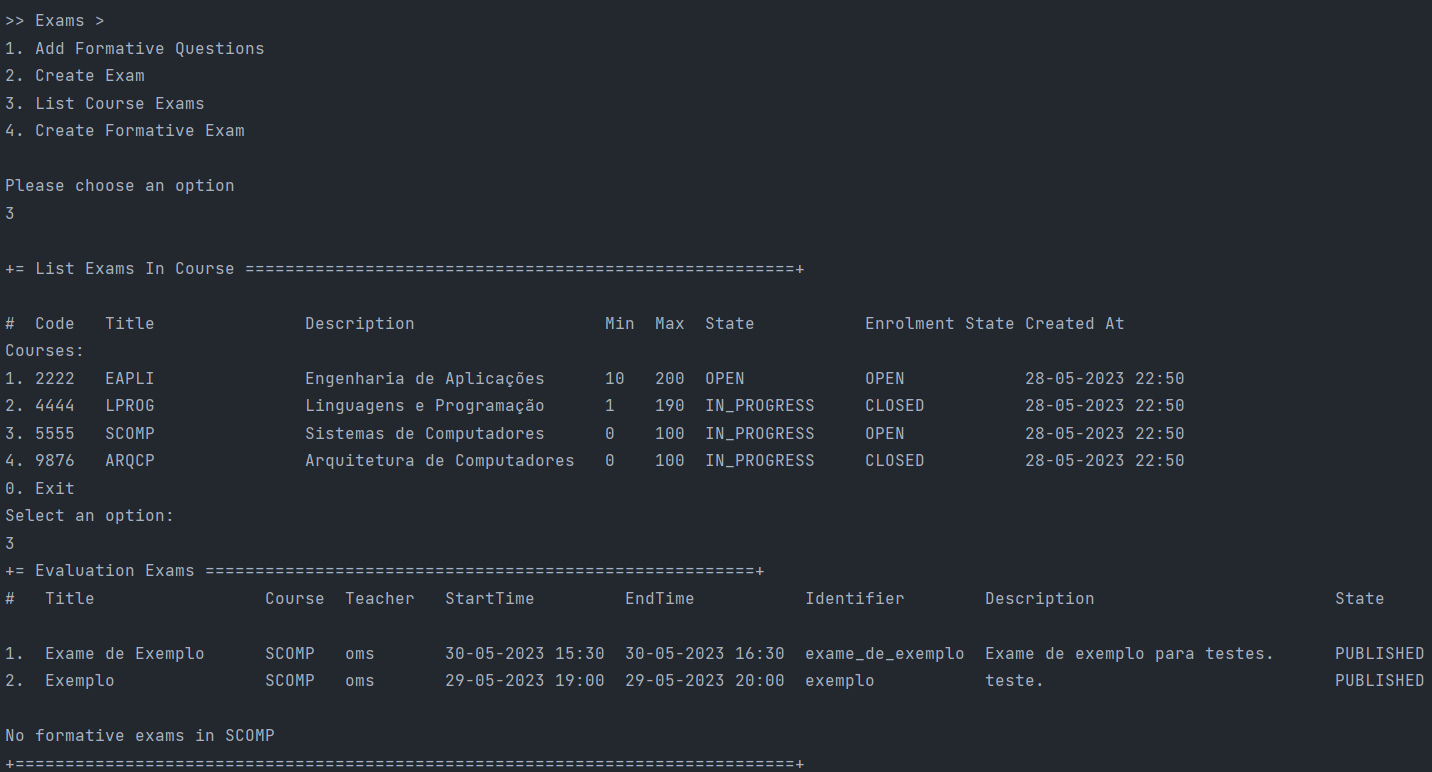 >> Exams >
1. Add Formative Questions
2. Create Exam
3. List Course Exams
4. Create Formative Exam
Please choose an option
3
+= List Exams In Course =======================================================+
#  Code   Title               Description                   Min  Max  State           Enrolment State Created At
Courses:
1. 2222   EAPLI               Engenharia de Aplicações      10   200  OPEN            OPEN            28-05-2023 22:50
2. 4444   LPROG               Linguagens e Programação      1    190  IN_PROGRESS     CLOSED          28-05-2023 22:50
3. 5555   SCOMP               Sistemas de Computadores      0    100  IN_PROGRESS     OPEN            28-05-2023 22:50
4. 9876   ARQCP               Arquitetura de Computadores   0    100  IN_PROGRESS     CLOSED          28-05-2023 22:50
0. Exit
Select an option:
3
+= Evaluation Exams =======================================================+
#   Title                 Course  Teacher   StartTime         EndTime           Identifier        Description                        State
1.  Exame de Exemplo      SCOMP   oms       30-05-2023 15:30  30-05-2023 16:30  exame_de_exemplo  Exame de exemplo para testes.      PUBLISHED
2.  Exemplo               SCOMP   oms       29-05-2023 19:00  29-05-2023 20:00  exemplo           teste.                             PUBLISHED
No formative exams in SCOMP
+==============================================================================+